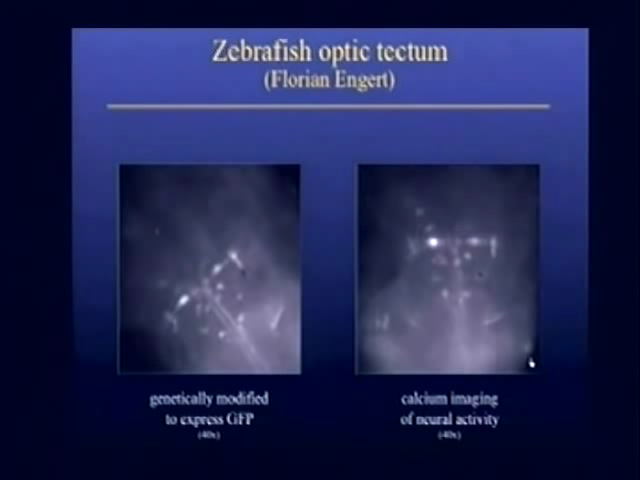 Zebrafish optic tectum
(Florian Engert)
genetically modified
to express GFP
(40x)
calcium imaging
of neural activity
(40x)